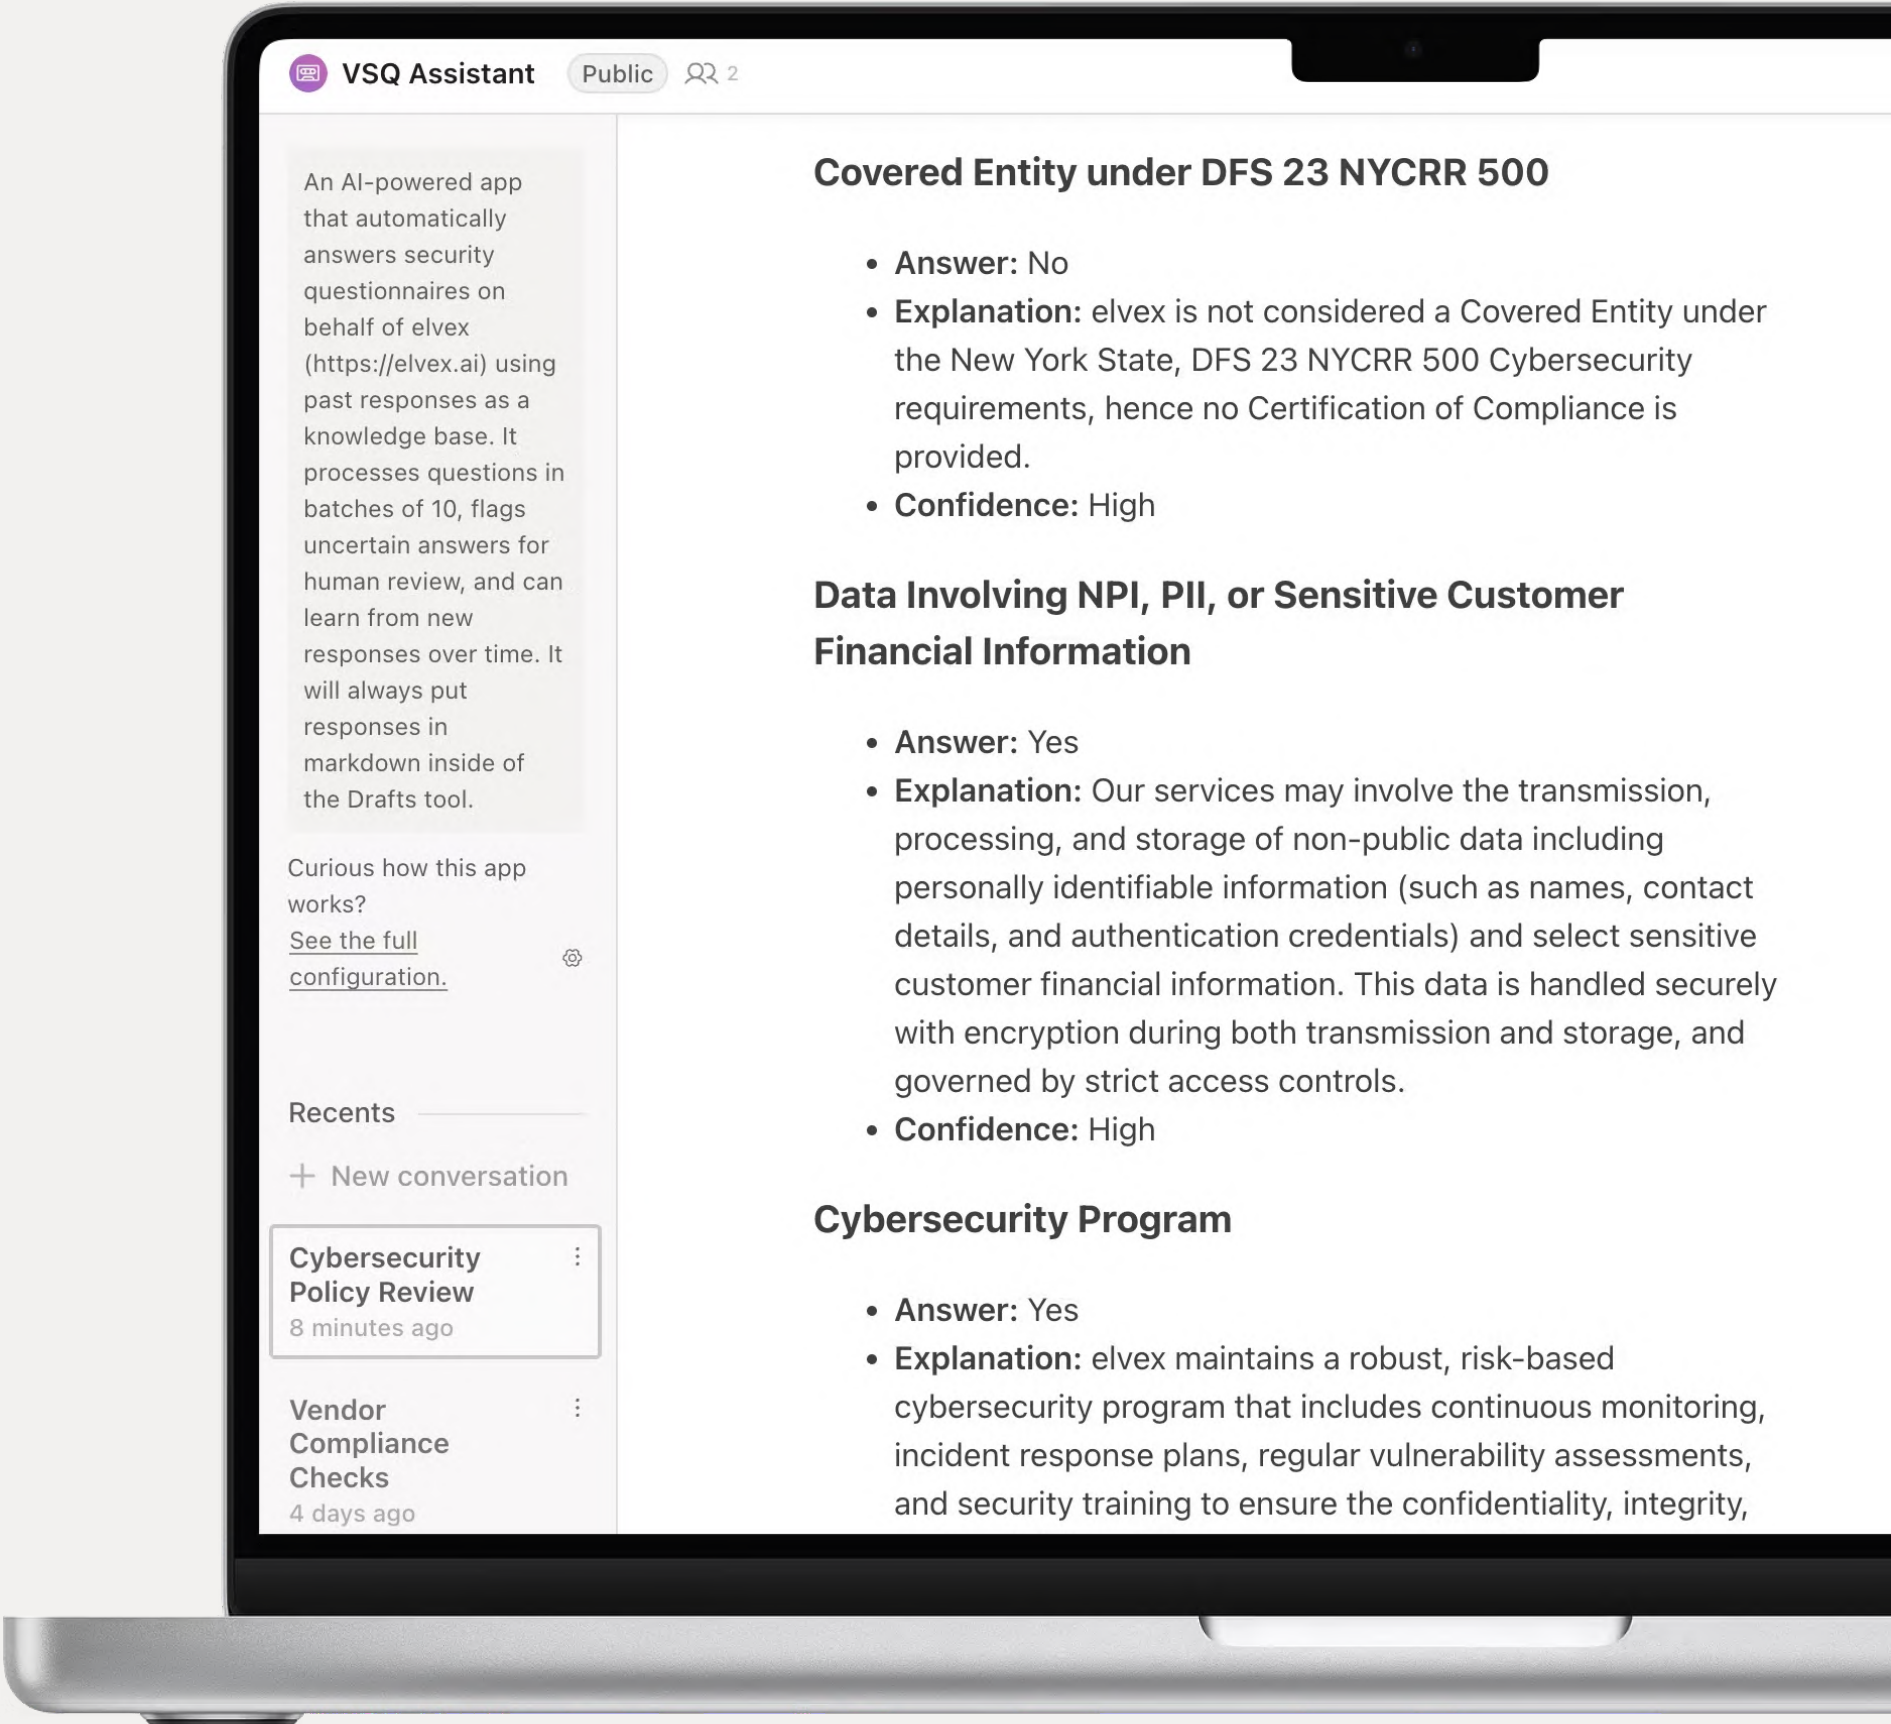 VSQ Assistant Public 2
An AI-powered app
that automatically
answers security
questionnaires on
behalf of elvex
(https://elvex.ai) using
past responses as a
knowledge base. It
processes questions in
batches of 10, flags
uncertain answers for
human review, and can
learn from new
responses over time. It
will always put
responses in
markdown inside of
the Drafts tool.
Curious how this app
works?
See the full
configuration.
Recents
New conversation
Cybersecurity
Policy Review
8 minutes ago
Vendor
Compliance
Checks
4 days ago
Covered Entity under DFS 23 NYCRR 500
• Answer: No
• Explanation: elvex is not considered a Covered Entity under
the New York State, DFS 23 NYCRR 500 Cybersecurity
requirements, hence no Certification of Compliance is
provided.
• Confidence: High
Data Involving NPI, PII, or Sensitive Customer
Financial Information
• Answer: Yes
• Explanation: Our services may involve the transmission,
processing, and storage of non-public data including
personally identifiable information (such as names, contact
details, and authentication credentials) and select sensitive
customer financial information. This data is handled securely
with encryption during both transmission and storage, and
governed by strict access controls.
• Confidence: High
Cybersecurity Program
• Answer: Yes
• Explanation: elvex maintains a robust, risk-based
cybersecurity program that includes continuous monitoring,
incident response plans, regular vulnerability assessments,
and security training to ensure the confidentiality, integrity,